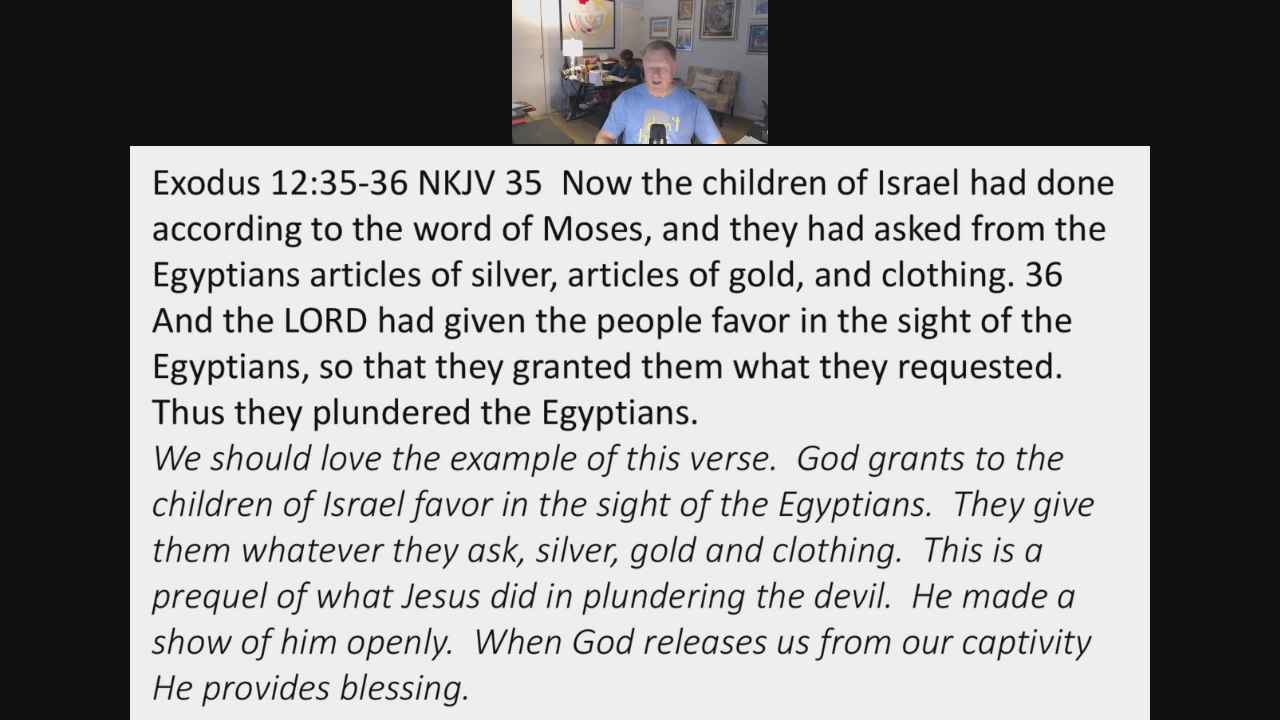 Exodus 12:35-36 NKJV 35  Now the children of Israel had done
according to the word of Moses, and they had asked from the
Egyptians articles of silver, articles of gold, and clothing. 36
And the LORD had given the people favor in the sight of the
Egyptians, so that they granted them what they requested.
Thus they plundered the Egyptians.
We should love the example of this verse.  God grants to the
children of Israel favor in the sight of the Egyptians.  They give
them whatever they ask, silver, gold and clothing.  This is a
prequel of what Jesus did in plundering the devil.  He made a
show of him openly.  When God releases us from our captivity
He provides blessing.